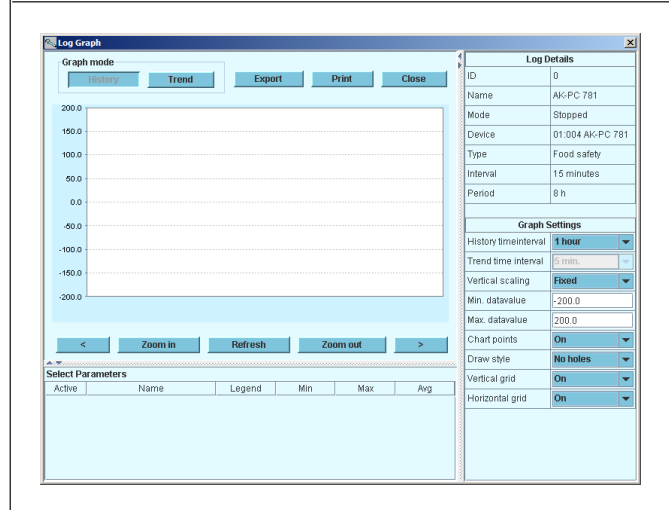 Log Graph
Graph mode
History Trend Export Print Close
200.0
150.0
100.0
50.0
0.0
-50.0
-100.0
-150.0
-200.0
< Zoom in Refresh Zoom out >
Select Parameters
Active Name Legend Min Max Avg
Log Details
ID 0
Name AK-PC 781
Mode Stopped
Device 01:004 AK-PC 781
Type Food safety
Interval 15 minutes
Period 8 h
Graph Settings
History timeinterval 1 hour
Trend time interval 5 min.
Vertical scaling Fixed
Min. datavalue -200.0
Max. datavalue 200.0
Chart points On
Draw style No holes
Vertical grid On
Horizontal grid On